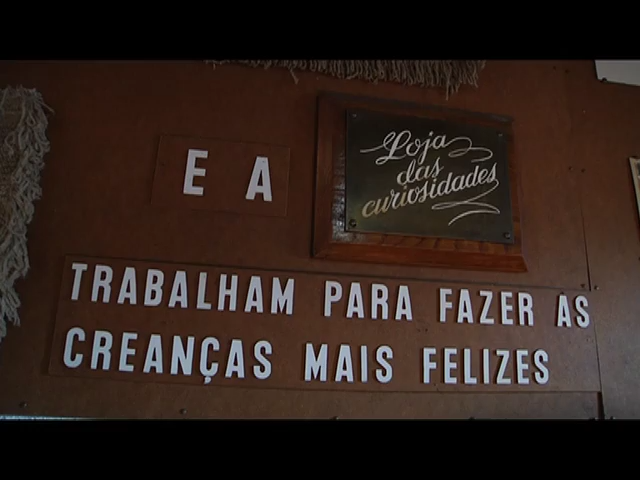 E A
Loja
das
curiosidades
TRABALHAM PARA FAZER AS
CREANÇAS MAIS FELIZES